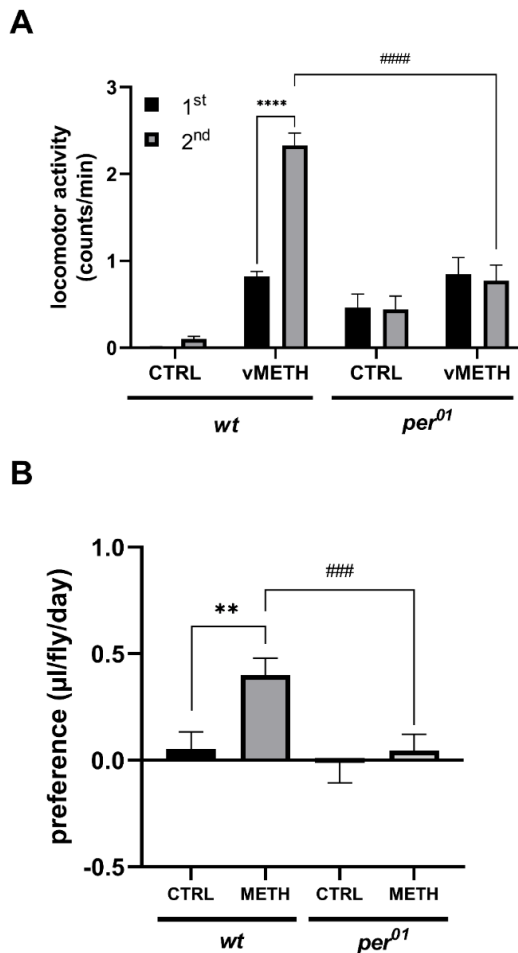 A
####
3
1st
****
2nd
2
locomotor activity
(counts/min)
1
0
CTRL vMETH CTRL vMETH
wt per01
B
1.0
###
**
0.5
preference (µl/fly/day)
0.0
-0.5
CTRL METH CTRL METH
wt per01